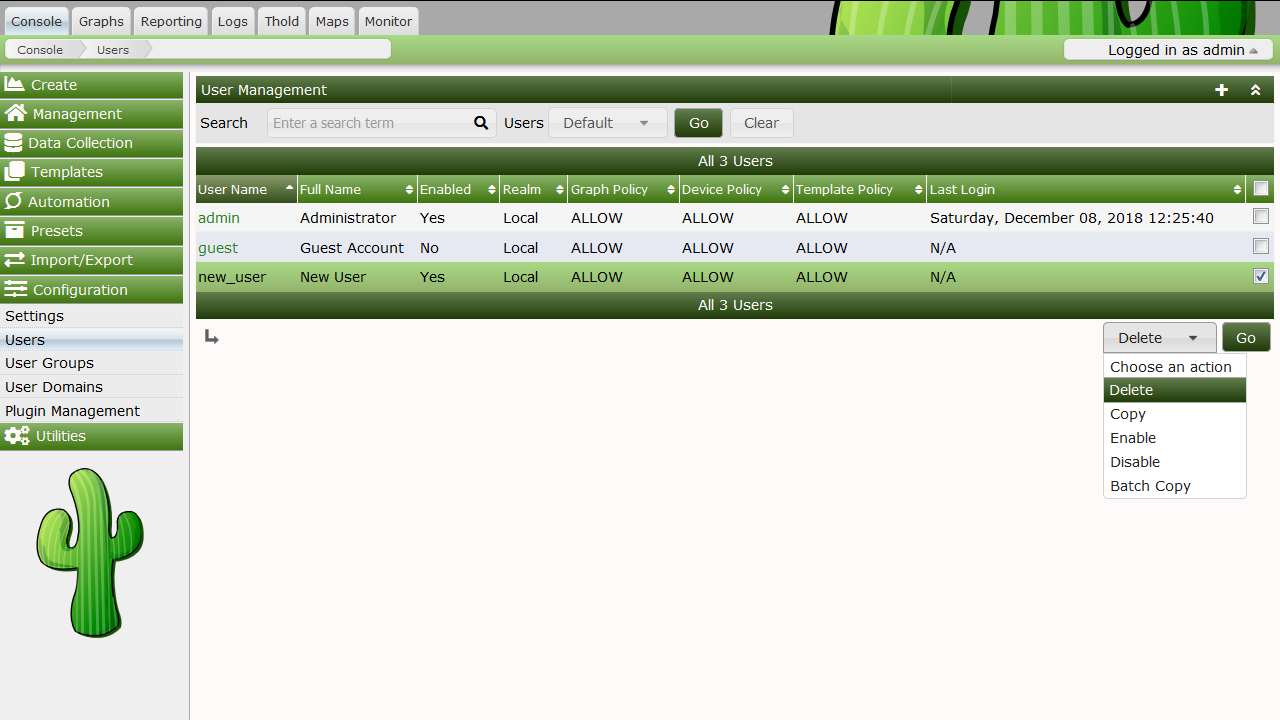 Console Graphs Reporting Logs Thold Maps Monitor
Console Users Logged in as admin
Create
Management
Data Collection
Templates
Automation
Presets
Import/Export
Configuration
Settings
Users
User Groups
User Domains
Plugin Management
Utilities
User Management
Search Enter a search term Users Default Go Clear
All 3 Users
User Name Full Name Enabled Realm Graph Policy Device Policy Template Policy Last Login
admin Administrator Yes Local ALLOW ALLOW ALLOW Saturday, December 08, 2018 12:25:40
guest Guest Account No Local ALLOW ALLOW ALLOW N/A
new_user New User Yes Local ALLOW ALLOW ALLOW N/A
All 3 Users
Delete Go
Choose an action
Delete
Copy
Enable
Disable
Batch Copy